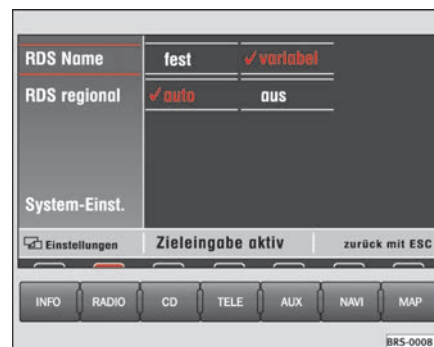 RDS Name fest ✓variabel
RDS regional ✓auto aus
System-Einst.
Einstellungen Zieleingabe aktiv zurück mit ESC
INFO RADIO CD TELE AUX NAVI MAP
BRS-0008